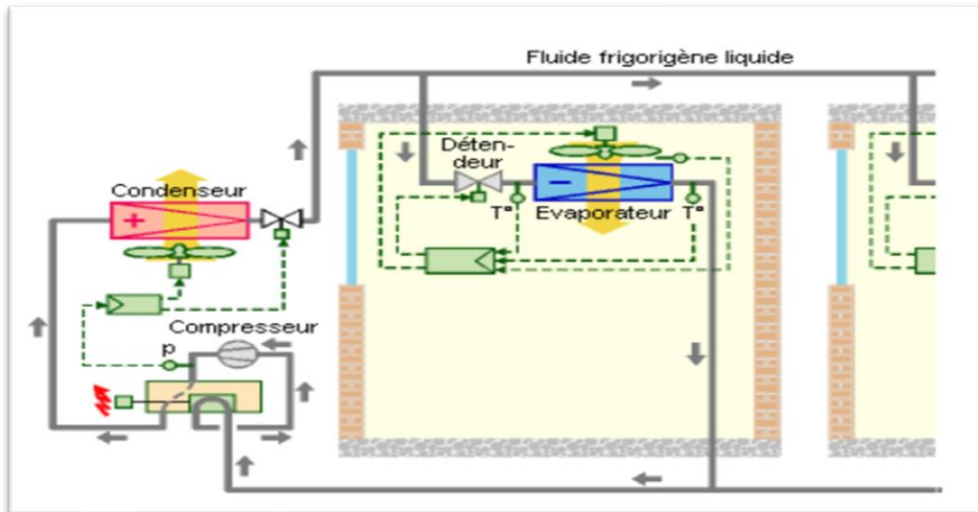 Fluide frigorigène liquide
Déten-
deur
Condenseur
+
−
T°
Evaporateur
T°
Compresseur
p